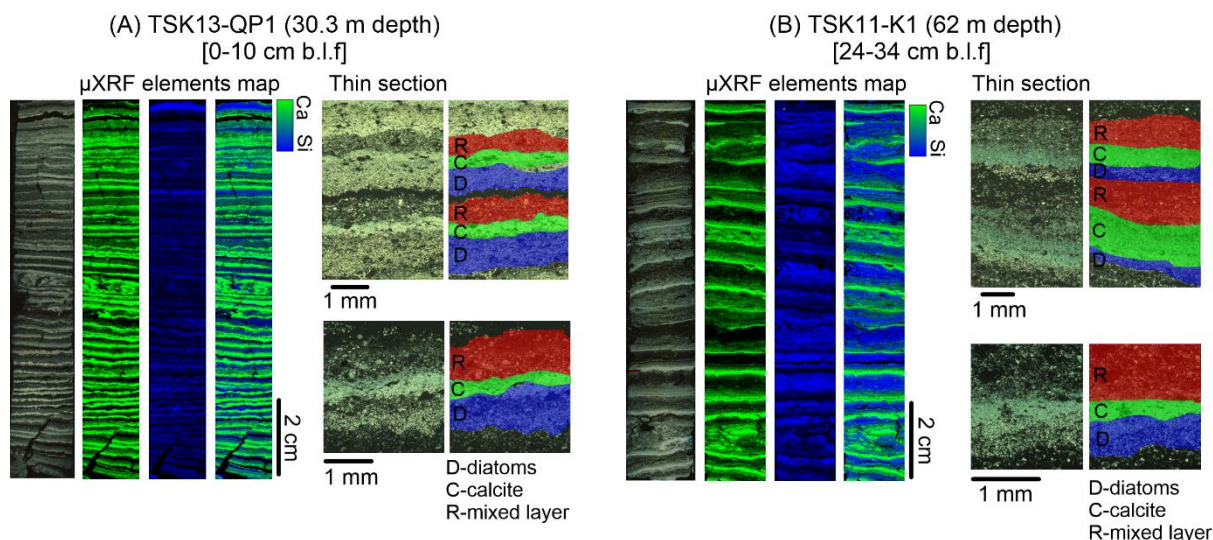 (A) TSK13-QP1 (30.3 m depth)
[0-10 cm b.l.f]
µXRF elements map
Thin section
Ca
Si
R
C
D
R
C
D
1 mm
R
C
D
2 cm
1 mm
D-diatoms
C-calcite
R-mixed layer
(B) TSK11-K1 (62 m depth)
[24-34 cm b.l.f]
µXRF elements map
Thin section
Ca
Si
R
C
D
R
C
D
1 mm
R
C
D
2 cm
1 mm
D-diatoms
C-calcite
R-mixed layer